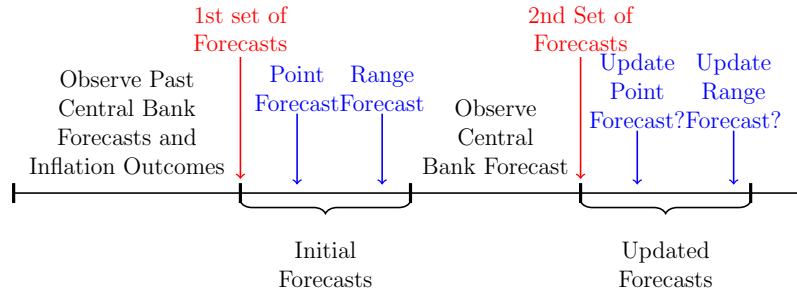 1st set of
Forecasts
2nd Set of
Forecasts
Observe Past
Central Bank
Forecasts and
Inflation Outcomes
Point
Forecast
Range
Forecast
Observe
Central
Bank Forecast
Update
Point
Forecast?
Update
Range
Forecast?
Initial
Forecasts
Updated
Forecasts